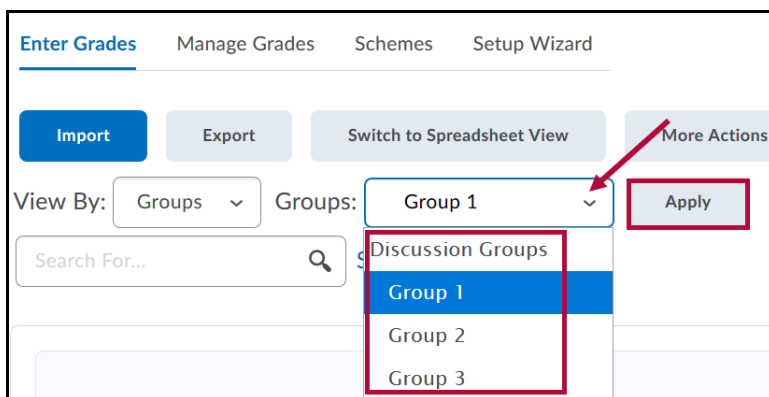 Enter Grades Manage Grades Schemes Setup Wizard
Import Export Switch to Spreadsheet View More Actions
View By: Groups Groups: Group 1 Apply
Search For...
Discussion Groups
Group 1
Group 2
Group 3